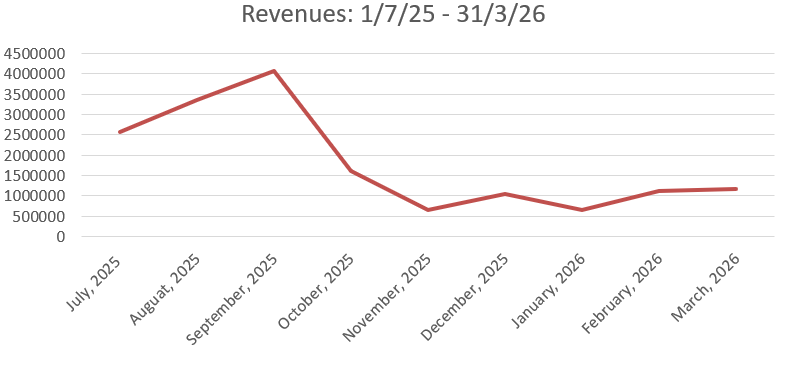 Revenues: 1/7/25 - 31/3/26
4500000
4000000
3500000
3000000
2500000
2000000
1500000
1000000
500000
0
July, 2025
Auguat, 2025
September, 2025
October, 2025
November, 2025
December, 2025
January, 2026
February, 2026
March, 2026